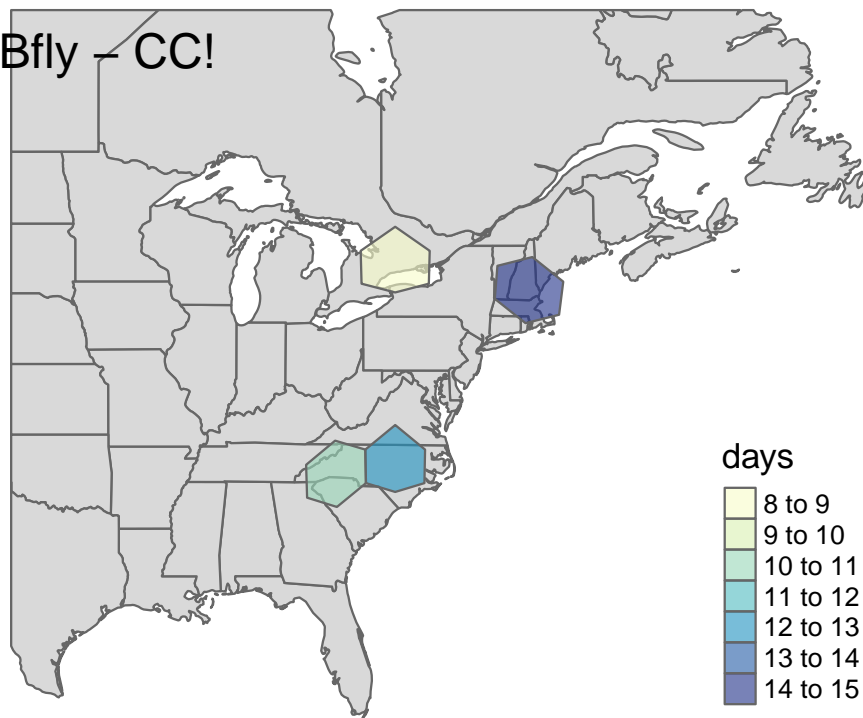 Bfly – CC!
days
8 to 9
9 to 10
10 to 11
11 to 12
12 to 13
13 to 14
14 to 15